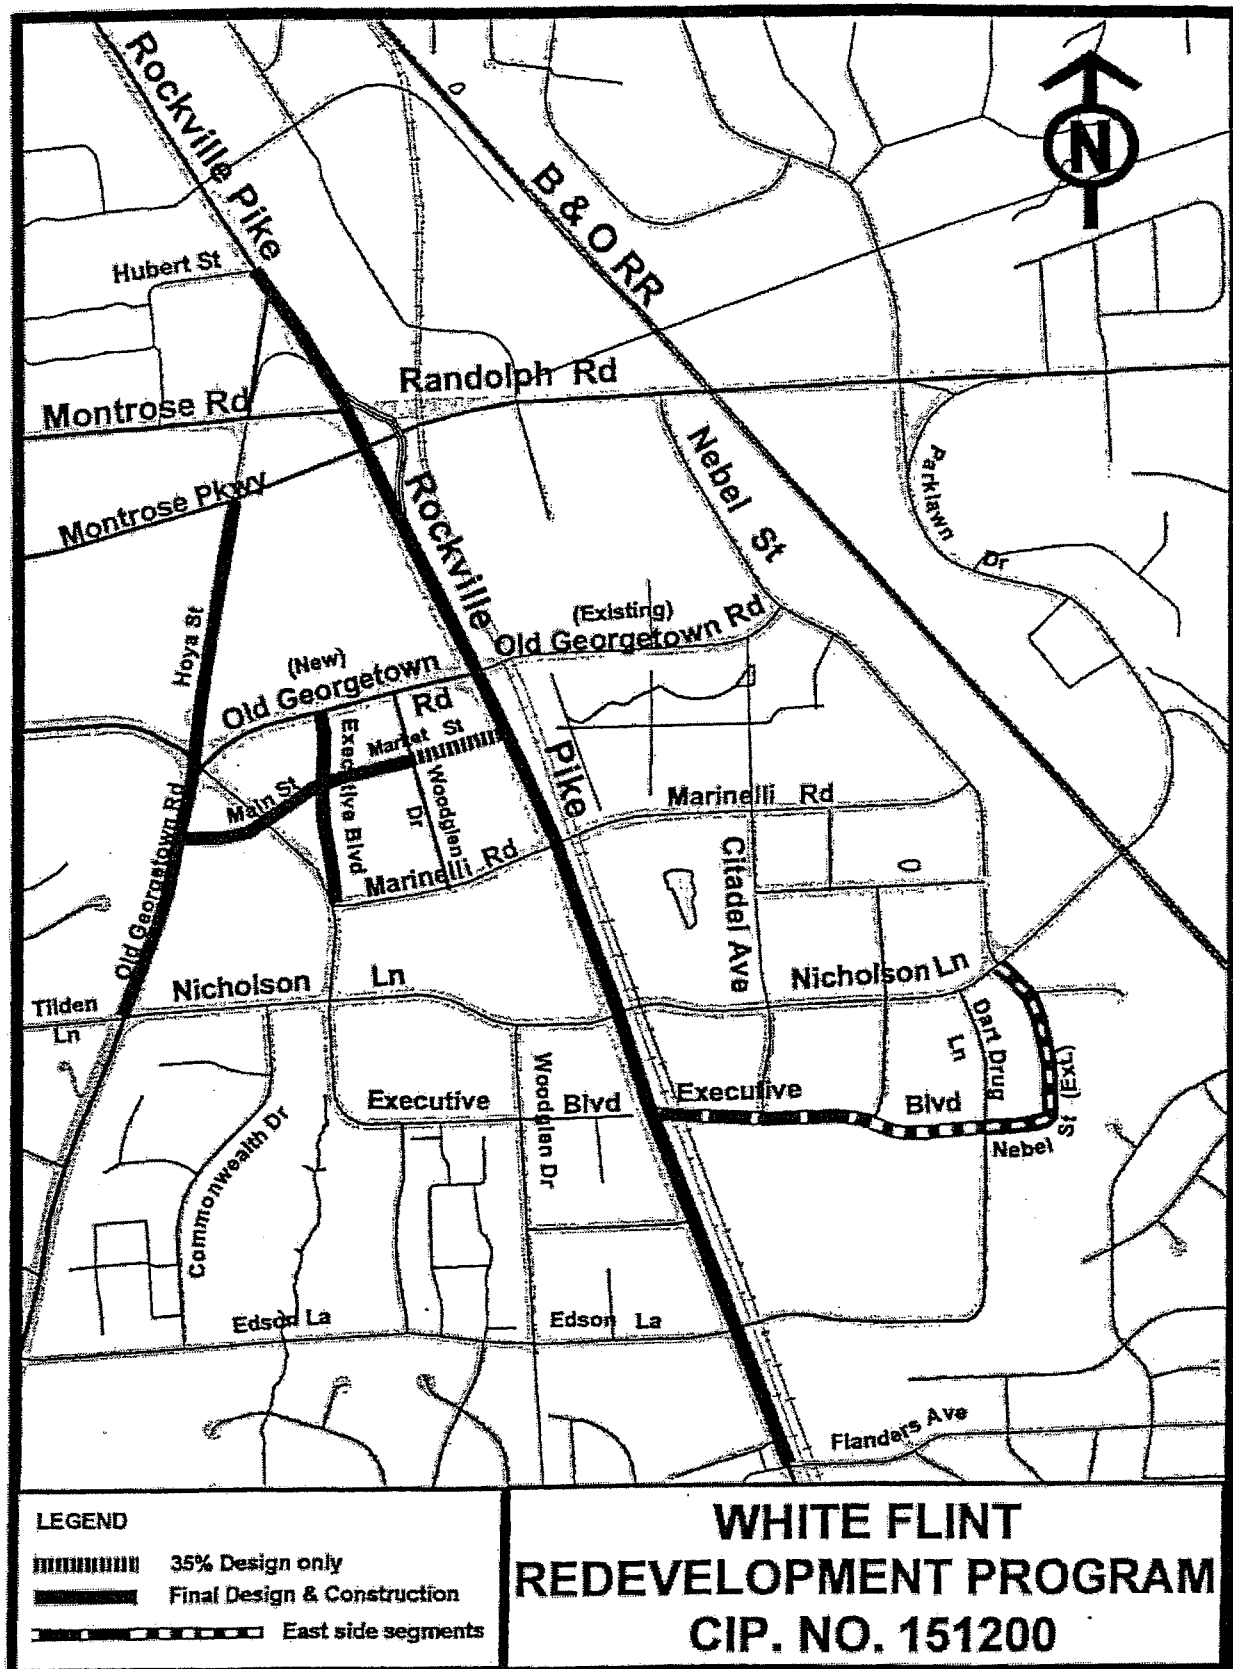 Rockville Pike
B & O RR
N
Hubert St
Randolph Rd
Montrose Rd
Montrose Pkwy
Nebel St
Parklawn
Dr
Rockville
Pike
Hoya St
(Existing)
Old Georgetown Rd
(New)
Old Georgetown
Rd
Market St
Executive Blvd
Main St
Woodglen
Dr
Marinelli Rd
Marinelli Rd
Old Georgetown Rd
Citadel Ave
Nicholson Ln
Nicholson Ln
Tilden
Ln
Dart Drug
Ln
Executive Blvd
Executive Blvd
Nebel
St (Ext.)
Woodglen Dr
Commonwealth Dr
Edson La
Edson La
Flanders Ave
LEGEND
35% Design only
Final Design & Construction
East side segments
WHITE FLINT
REDEVELOPMENT PROGRAM
CIP. NO. 151200